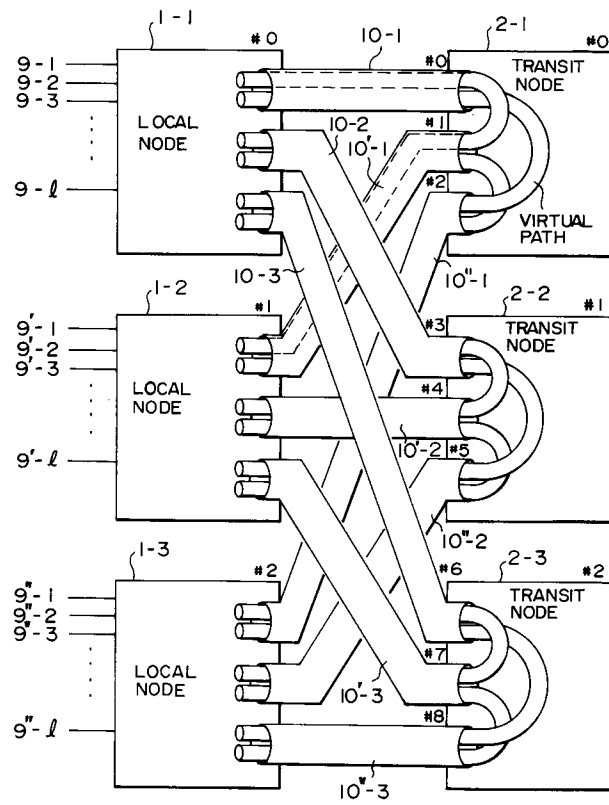 1-1
#0
10-1
2-1
#0
9-1
9-2
9-3
LOCAL
NODE
9-ℓ
#0
TRANSIT
NODE
10-2
#1
10'-1
#2
VIRTUAL
PATH
10-3
10"-1
1-2
#1
2-2
#1
9'-1
9'-2
9'-3
LOCAL
NODE
9'-ℓ
#3
TRANSIT
NODE
#4
10'-2
#5
10"-2
1-3
#2
#6
2-3
#2
9"-1
9"-2
9"-3
LOCAL
NODE
9"-ℓ
TRANSIT
NODE
#7
10'-3
#8
10"-3